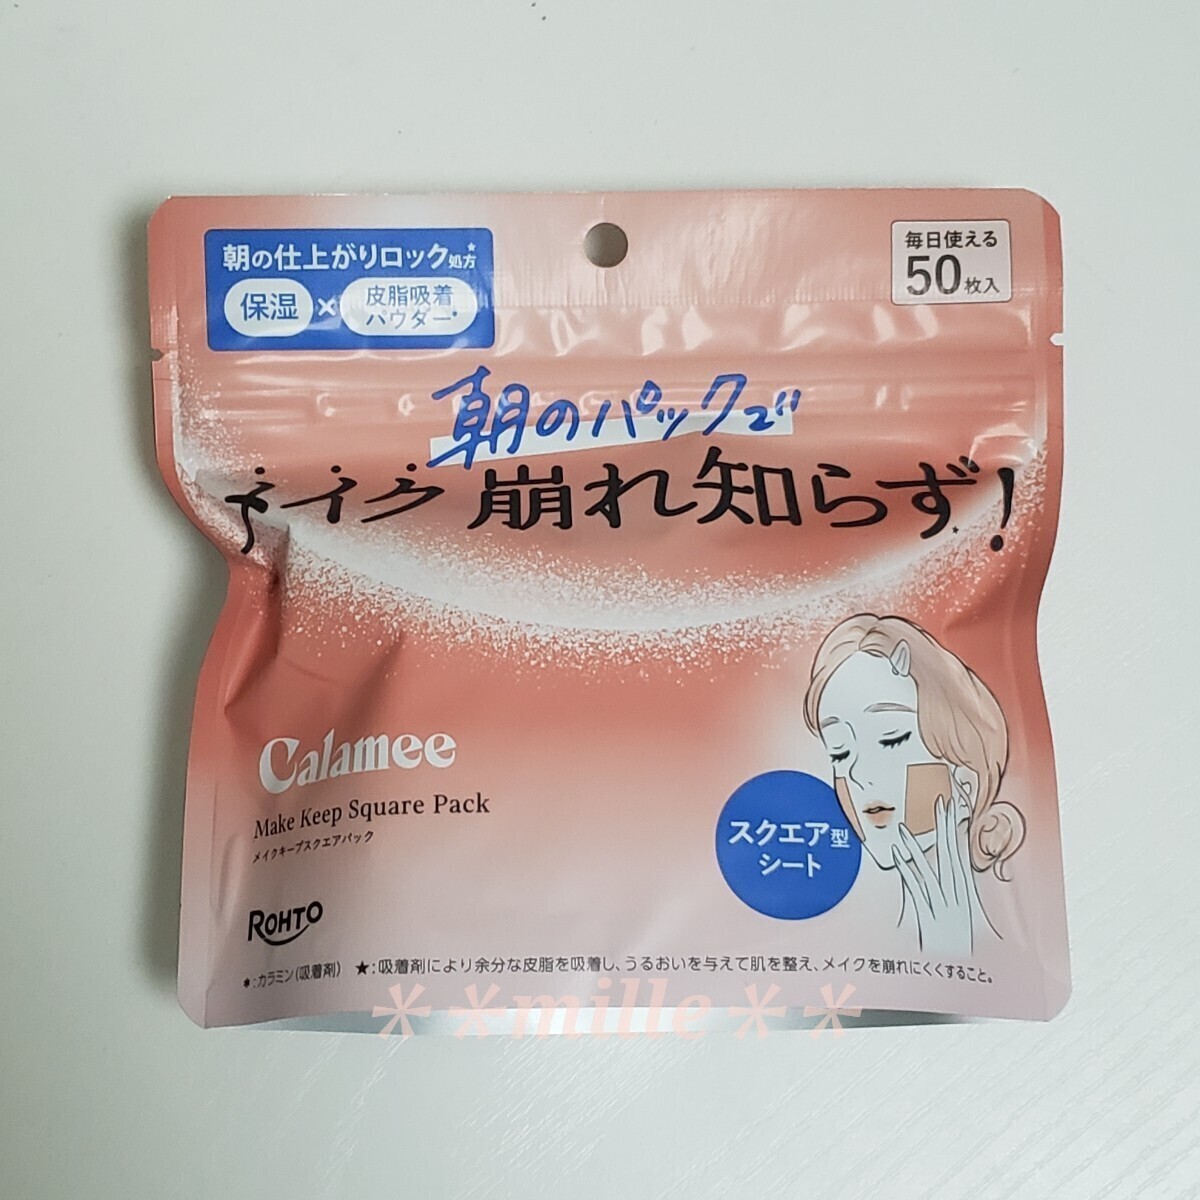 朝の仕上がりロック処方★
保湿 × 皮脂吸着
パウダー*
毎日使える
50枚入
朝のパックで
メイク崩れ知らず!★
Calamee
Make Keep Square Pack
メイクキープスクエアパック
スクエア型
シート
ROHTO
*:カラミン(吸着剤) ★:吸着剤により余分な皮脂を吸着し、うるおいを与えて肌を整え、メイクを崩れにくくすること。
**mille**